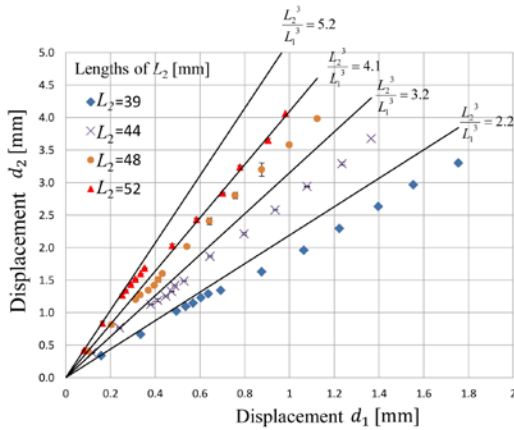 L₂³/L₁³ = 5.2
L₂³/L₁³ = 4.1
L₂³/L₁³ = 3.2
L₂³/L₁³ = 2.2
Lengths of L₂ [mm]
L₂=39
L₂=44
L₂=48
L₂=52
Displacement d₂ [mm]
5.0
4.5
4.0
3.5
3.0
2.5
2.0
1.5
1.0
0.5
0.0
0 0.2 0.4 0.6 0.8 1 1.2 1.4 1.6 1.8 2
Displacement d₁ [mm]